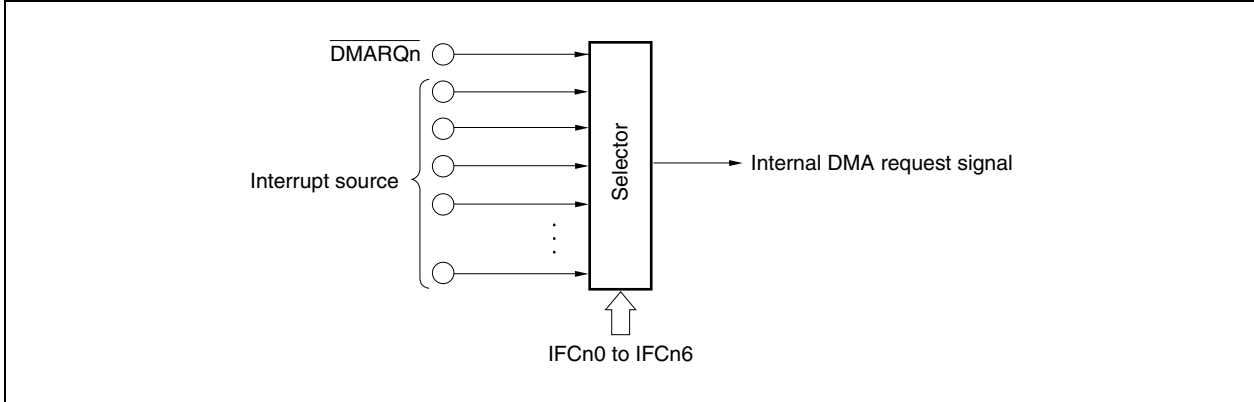 DMARQn
Interrupt source
Selector
Internal DMA request signal
IFCn0 to IFCn6